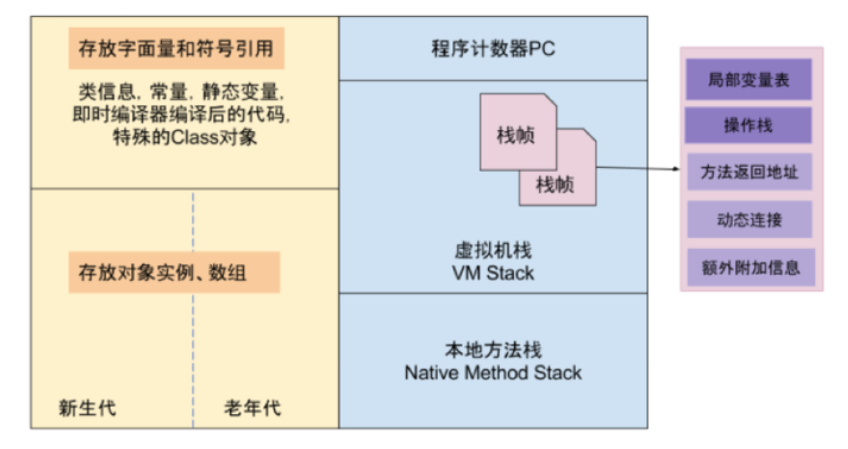 存放字面量和符号引用
类信息, 常量, 静态变量,
即时编译器编译后的代码,
特殊的Class对象
存放对象实例、数组
新生代
老年代
程序计数器PC
栈帧
栈帧
虚拟机栈
VM Stack
本地方法栈
Native Method Stack
局部变量表
操作栈
方法返回地址
动态连接
额外附加信息